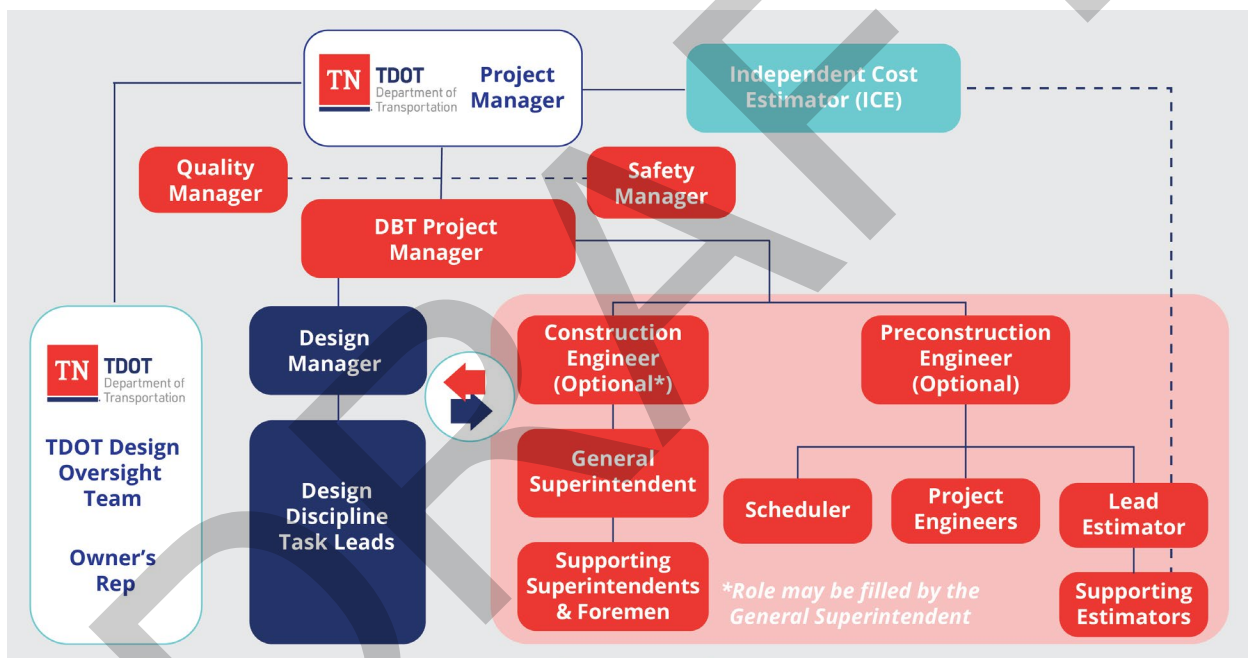 TN TDOT
Department of
Transportation
Project
Manager
Independent Cost
Estimator (ICE)
Quality
Manager
Safety
Manager
DBT Project
Manager
TN TDOT
Department of
Transportation
TDOT Design
Oversight
Team
Owner's
Rep
Design
Manager
Design
Discipline
Task Leads
Construction
Engineer
(Optional*)
Preconstruction
Engineer
(Optional)
General
Superintendent
Scheduler
Project
Engineers
Lead
Estimator
Supporting
Superintendents
& Foremen
*Role may be filled by the
General Superintendent
Supporting
Estimators
DRAFT